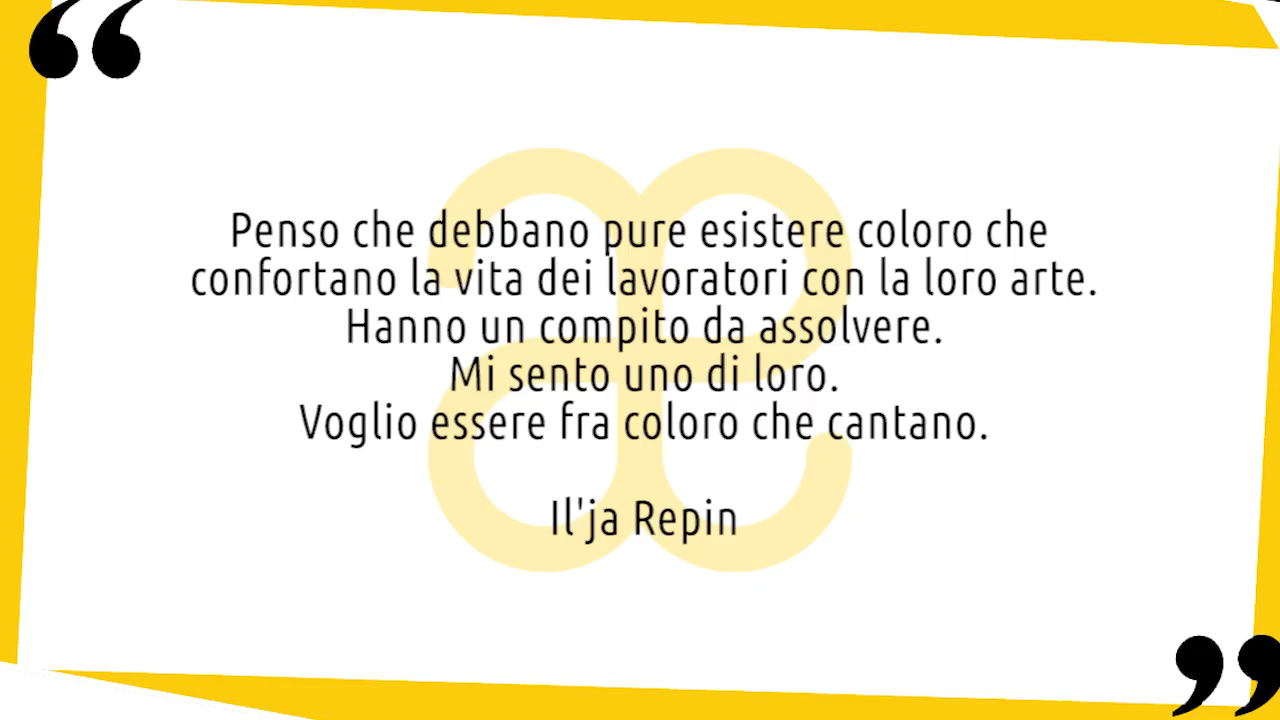 Penso che debbano pure esistere coloro che
confortano la vita dei lavoratori con la loro arte.
Hanno un compito da assolvere.
Mi sento uno di loro.
Voglio essere fra coloro che cantano.
Il'ja Repin